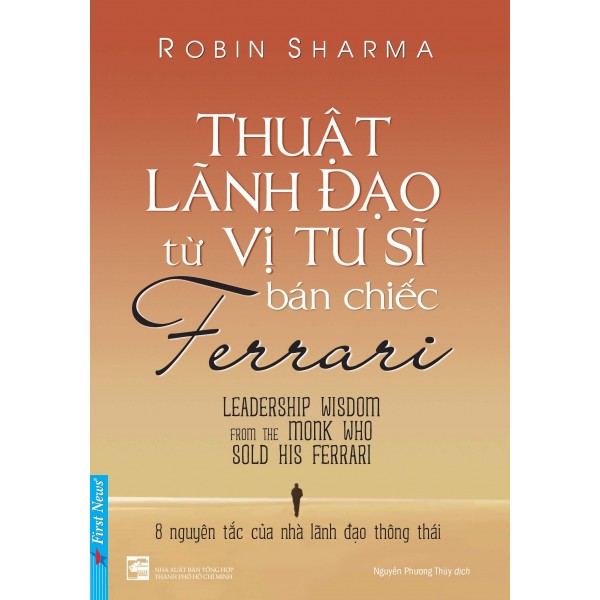 ROBIN SHARMA
THUẬT
LÃNH ĐẠO
từ VỊ TU SĨ
bán chiếc
Ferrari
LEADERSHIP WISDOM
FROM THE MONK WHO
SOLD HIS FERRARI
8 nguyên tắc của nhà lãnh đạo thông thái
First News
NHÀ XUẤT BẢN TỔNG HỢP
THÀNH PHỐ HỒ CHÍ MINH
Nguyễn Phương Thùy dịch